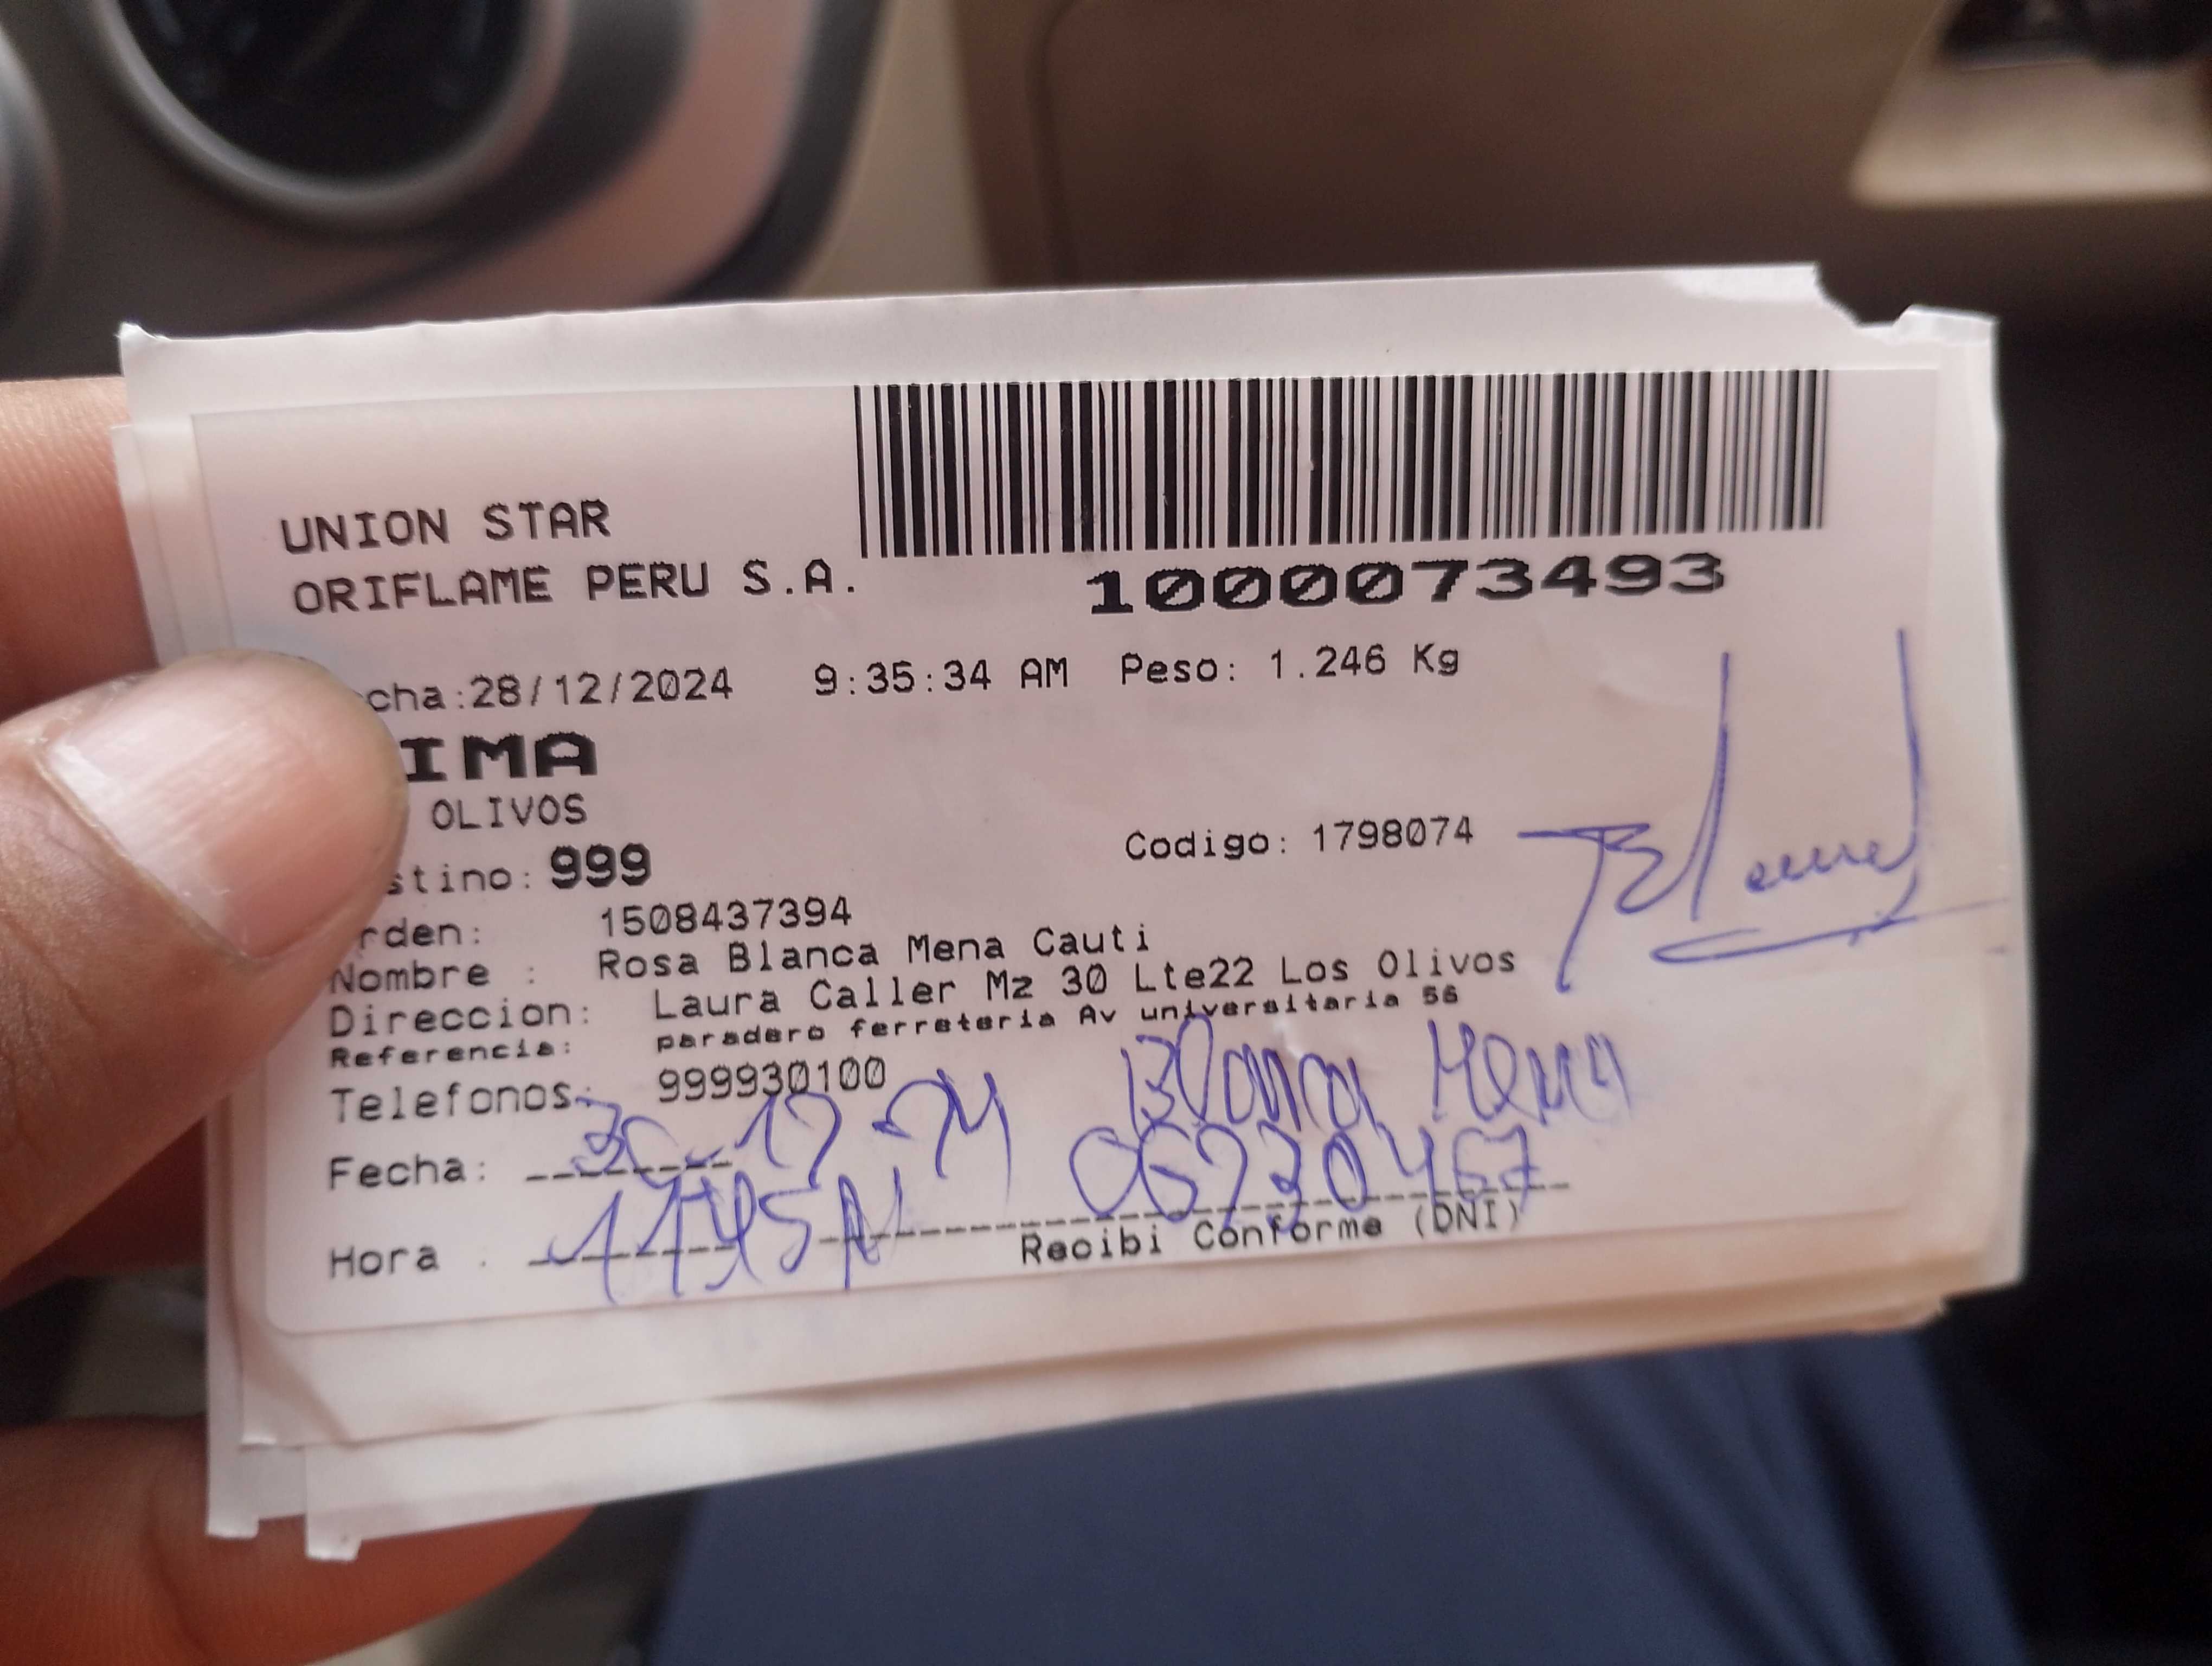 UNION STAR
ORIFLAME PERU S.A.
1000073493
cha:28/12/2024 9:35:34 AM Peso: 1.246 Kg
IMA
OLIVOS
stino: 999
Codigo: 1798074
rden: 1508437394
Nombre : Rosa Blanca Mena Cauti
Direccion: Laura Caller Mz 30 Lte22 Los Olivos
Referencia: paradero ferreteria Av universitaria 56
Telefonos: 999930100
Blanca Mena
Fecha: 30-12-24
06730467
Hora : 1145A
Recibi Conforme (DNI)